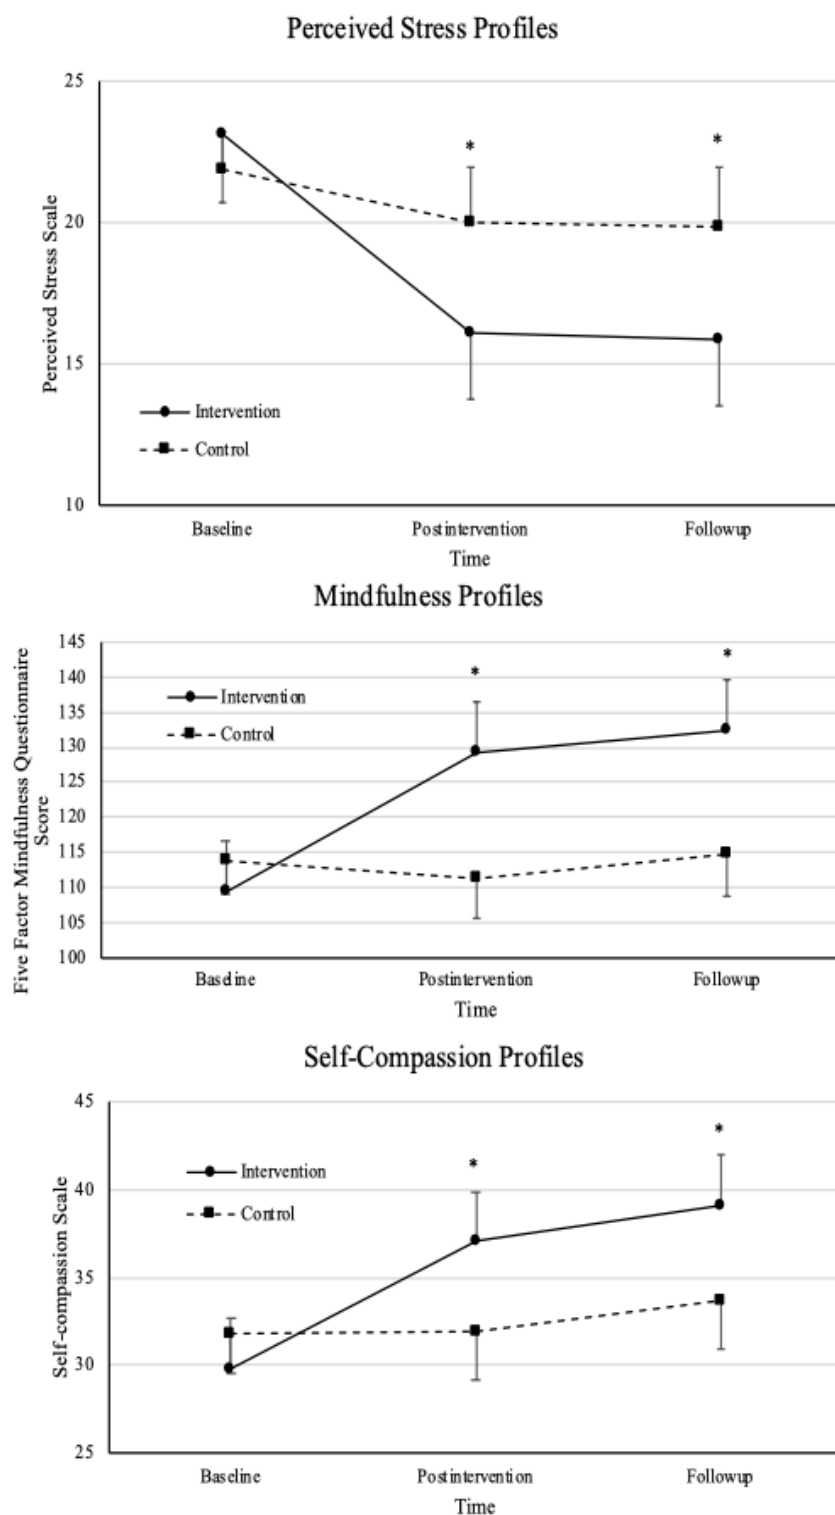 Perceived Stress Profiles
25
*
*
20
Perceived Stress Scale
15
Intervention
Control
10
Baseline
Postintervention
Followup
Time
Mindfulness Profiles
145
140
135
130
125
120
115
110
105
100
Five Factor Mindfulness Questionnaire
Score
*
*
Intervention
Control
Baseline
Postintervention
Followup
Time
Self-Compassion Profiles
45
40
35
30
25
Self-compassion Scale
*
*
Intervention
Control
Baseline
Postintervention
Followup
Time